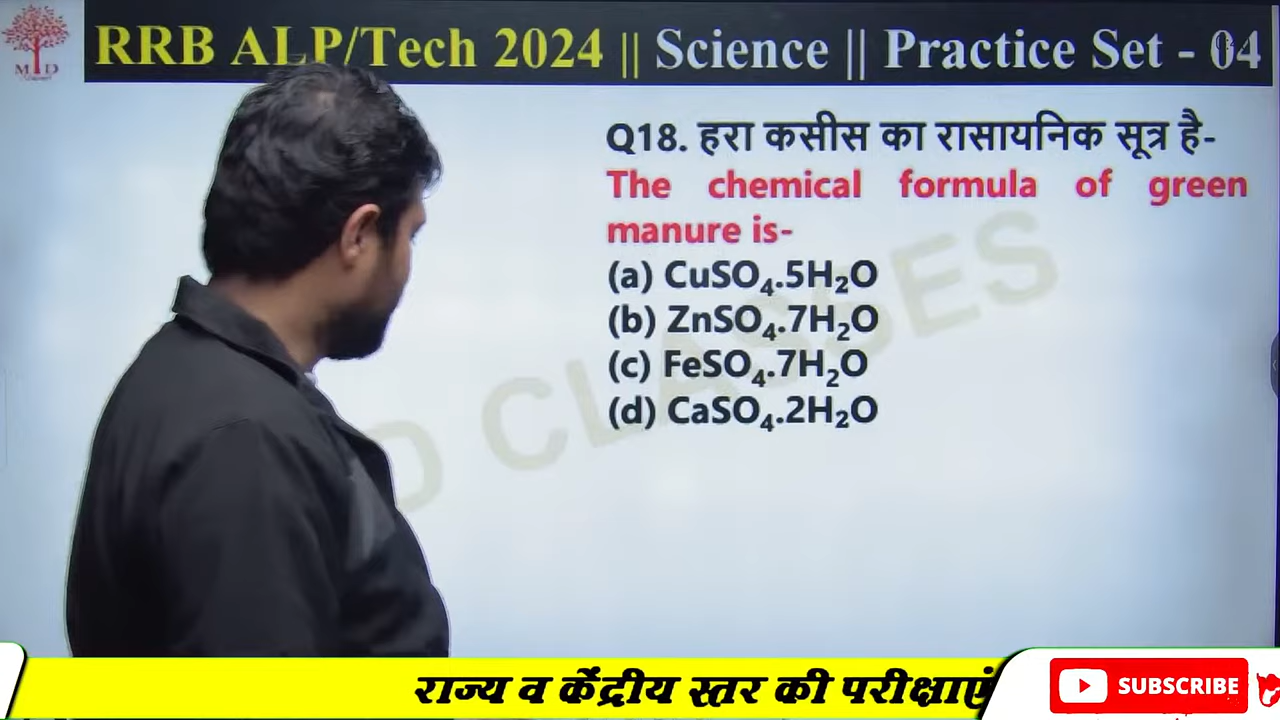 RRB ALP/Tech 2024 || Science || Practice Set - 04
M D
Q18. हरा कसीस का रासायनिक सूत्र है-
The chemical formula of green
manure is-
(a) CuSO₄.5H₂O
(b) ZnSO₄.7H₂O
(c) FeSO₄.7H₂O
(d) CaSO₄.2H₂O
D CLASSES
राज्य व केंद्रीय स्तर की परीक्षाएं
SUBSCRIBE